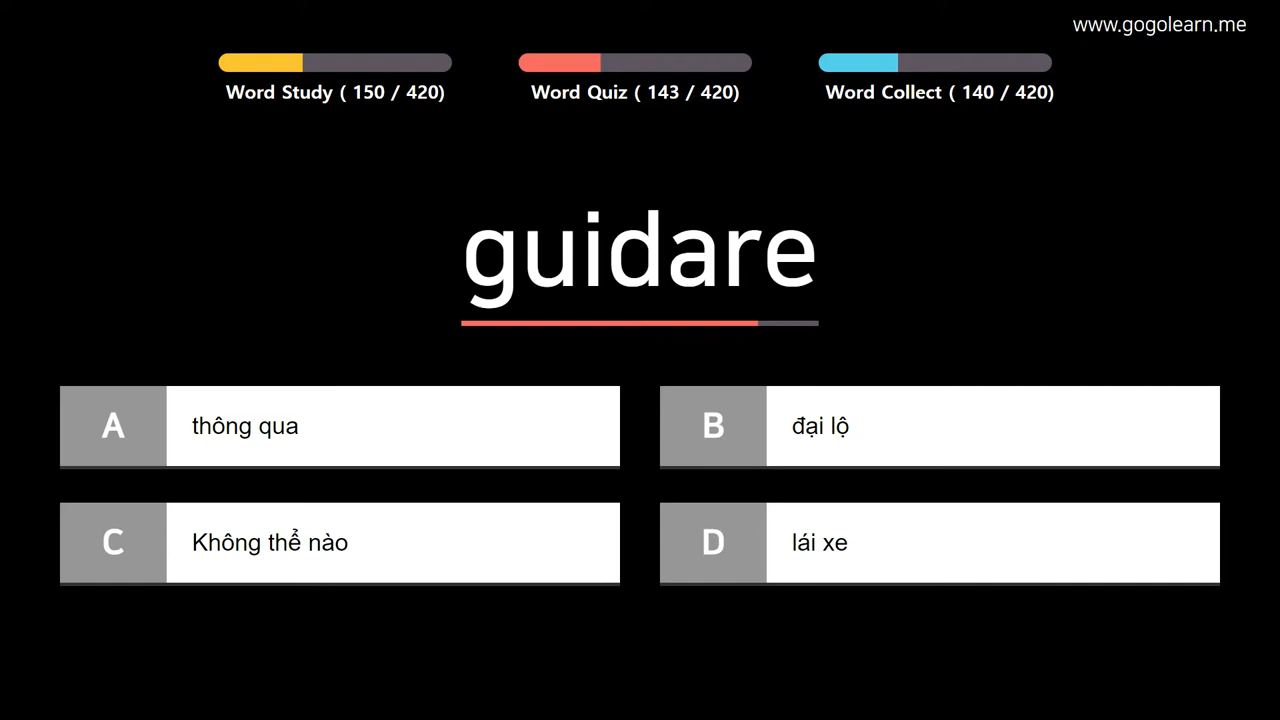 www.gogolearn.me
Word Study ( 150 / 420)
Word Quiz ( 143 / 420)
Word Collect ( 140 / 420)
guidare
A thông qua
B đại lộ
C Không thể nào
D lái xe